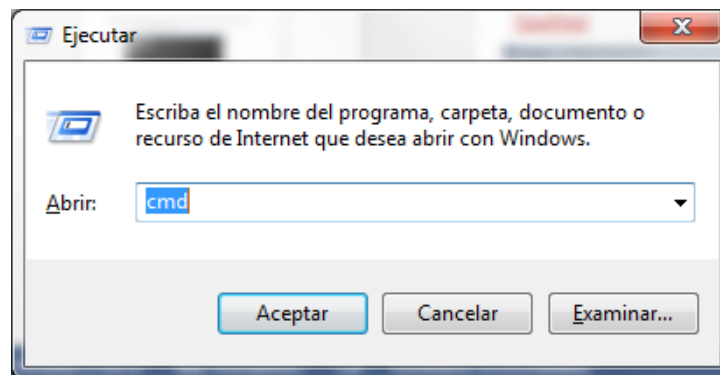 Ejecutar
Escriba el nombre del programa, carpeta, documento o
recurso de Internet que desea abrir con Windows.
Abrir: cmd
Aceptar Cancelar Examinar...